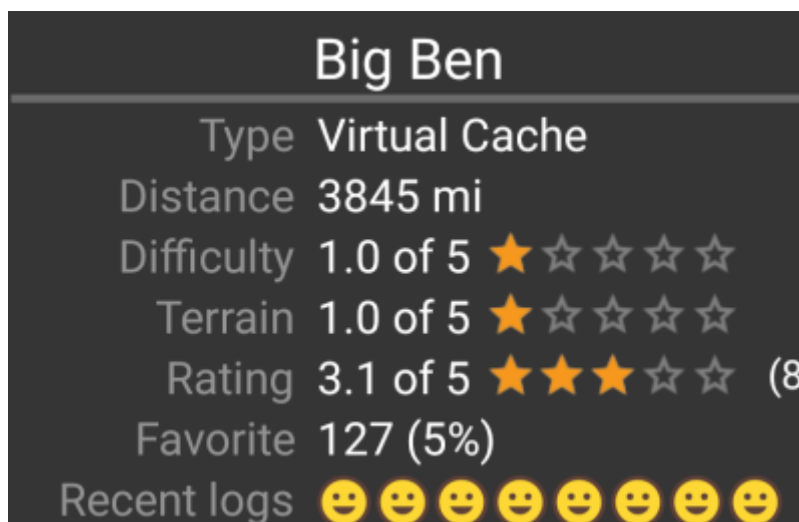 Big Ben
Type Virtual Cache
Distance 3845 mi
Difficulty 1.0 of 5
Terrain 1.0 of 5
Rating 3.1 of 5 (8
Favorite 127 (5%)
Recent logs